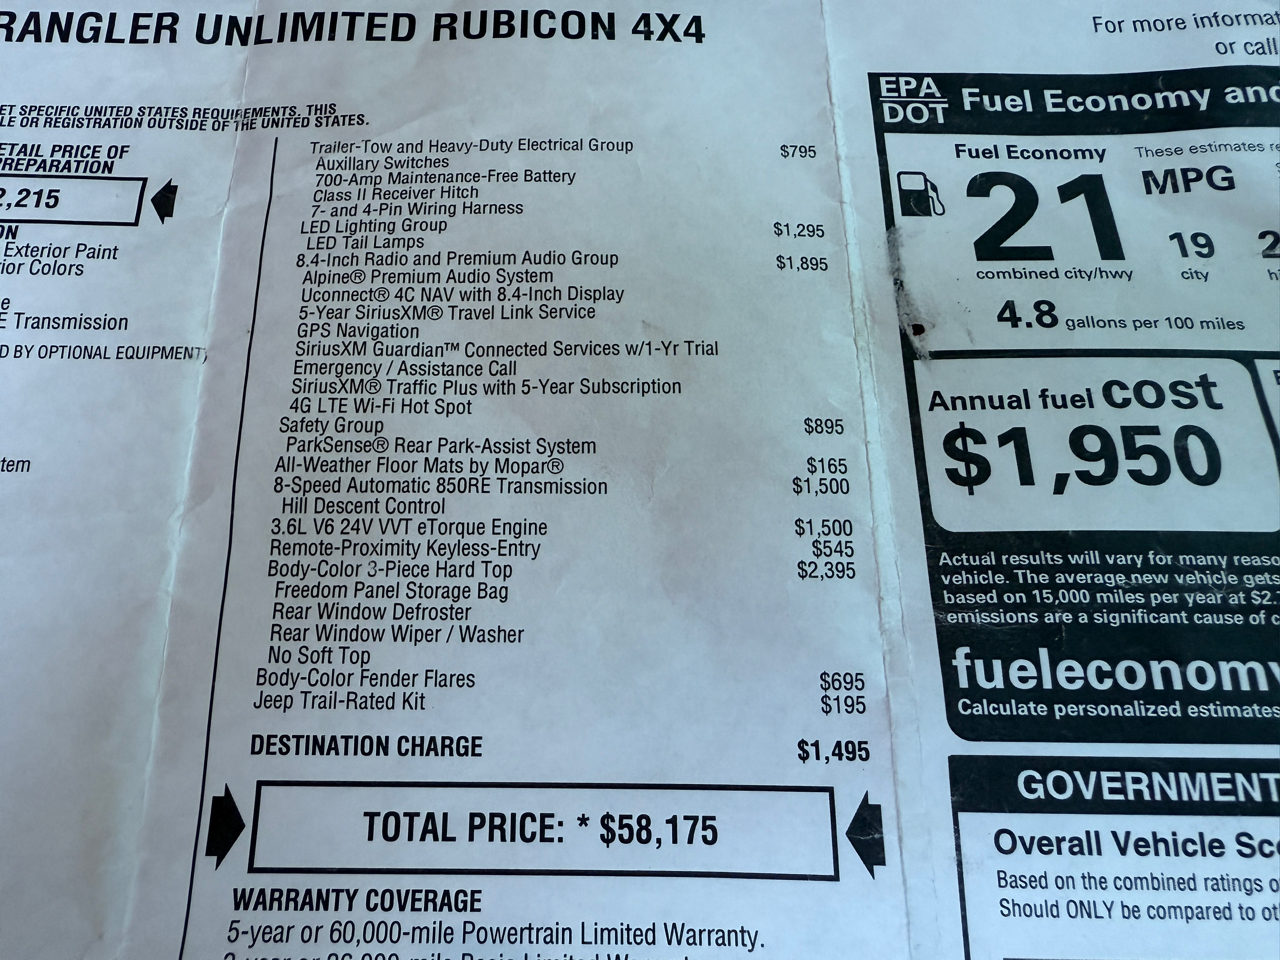 RANGLER UNLIMITED RUBICON 4X4
ET SPECIFIC UNITED STATES REQUIREMENTS. THIS
LE OR REGISTRATION OUTSIDE OF THE UNITED STATES.
ETAIL PRICE OF
PREPARATION
2,215
ON
Exterior Paint
rior Colors
e
E Transmission
D BY OPTIONAL EQUIPMENT)
tem
Trailer-Tow and Heavy-Duty Electrical Group $795
Auxillary Switches
700-Amp Maintenance-Free Battery
Class II Receiver Hitch
7- and 4-Pin Wiring Harness
LED Lighting Group $1,295
LED Tail Lamps
8.4-Inch Radio and Premium Audio Group $1,895
Alpine® Premium Audio System
Uconnect® 4C NAV with 8.4-Inch Display
5-Year SiriusXM® Travel Link Service
GPS Navigation
SiriusXM Guardian™ Connected Services w/1-Yr Trial
Emergency / Assistance Call
SiriusXM® Traffic Plus with 5-Year Subscription
4G LTE Wi-Fi Hot Spot
Safety Group $895
ParkSense® Rear Park-Assist System
All-Weather Floor Mats by Mopar® $165
8-Speed Automatic 850RE Transmission $1,500
Hill Descent Control
3.6L V6 24V VVT eTorque Engine $1,500
Remote-Proximity Keyless-Entry $545
Body-Color 3-Piece Hard Top $2,395
Freedom Panel Storage Bag
Rear Window Defroster
Rear Window Wiper / Washer
No Soft Top
Body-Color Fender Flares $695
Jeep Trail-Rated Kit $195
DESTINATION CHARGE $1,495
TOTAL PRICE: * $58,175
WARRANTY COVERAGE
5-year or 60,000-mile Powertrain Limited Warranty.
For more informat
or call
EPA
DOT
Fuel Economy and
Fuel Economy
These estimates re
21
MPG
19
2
combined city/hwy
city
hi
4.8 gallons per 100 miles
Annual fuel cost
$1,950
Actual results will vary for many reaso
vehicle. The average new vehicle gets
based on 15,000 miles per year at $2.
emissions are a significant cause of c
fueleconomy
Calculate personalized estimates
GOVERNMENT
Overall Vehicle Sc
Based on the combined ratings o
Should ONLY be compared to ot